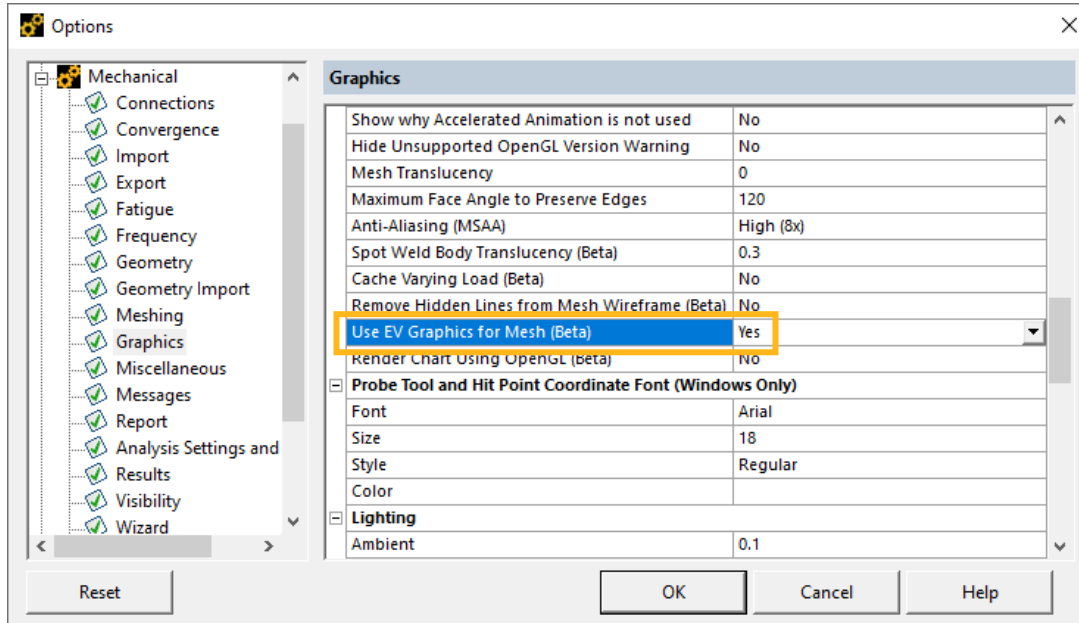 Options
Mechanical
Connections
Convergence
Import
Export
Fatigue
Frequency
Geometry
Geometry Import
Meshing
Graphics
Miscellaneous
Messages
Report
Analysis Settings and
Results
Visibility
Wizard
Graphics
Show why Accelerated Animation is not used No
Hide Unsupported OpenGL Version Warning No
Mesh Translucency 0
Maximum Face Angle to Preserve Edges 120
Anti-Aliasing (MSAA) High (8x)
Spot Weld Body Translucency (Beta) 0.3
Cache Varying Load (Beta) No
Remove Hidden Lines from Mesh Wireframe (Beta) No
Use EV Graphics for Mesh (Beta) Yes
Render Chart Using OpenGL (Beta) No
Probe Tool and Hit Point Coordinate Font (Windows Only)
Font Arial
Size 18
Style Regular
Color
Lighting
Ambient 0.1
Reset OK Cancel Help